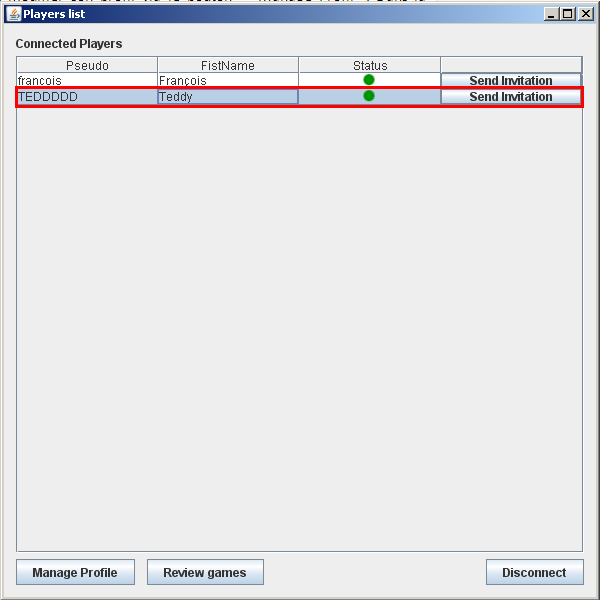 Players list
Connected Players
Pseudo FistName Status
francois François Send Invitation
TEDDDDD Teddy Send Invitation
Manage Profile Review games Disconnect